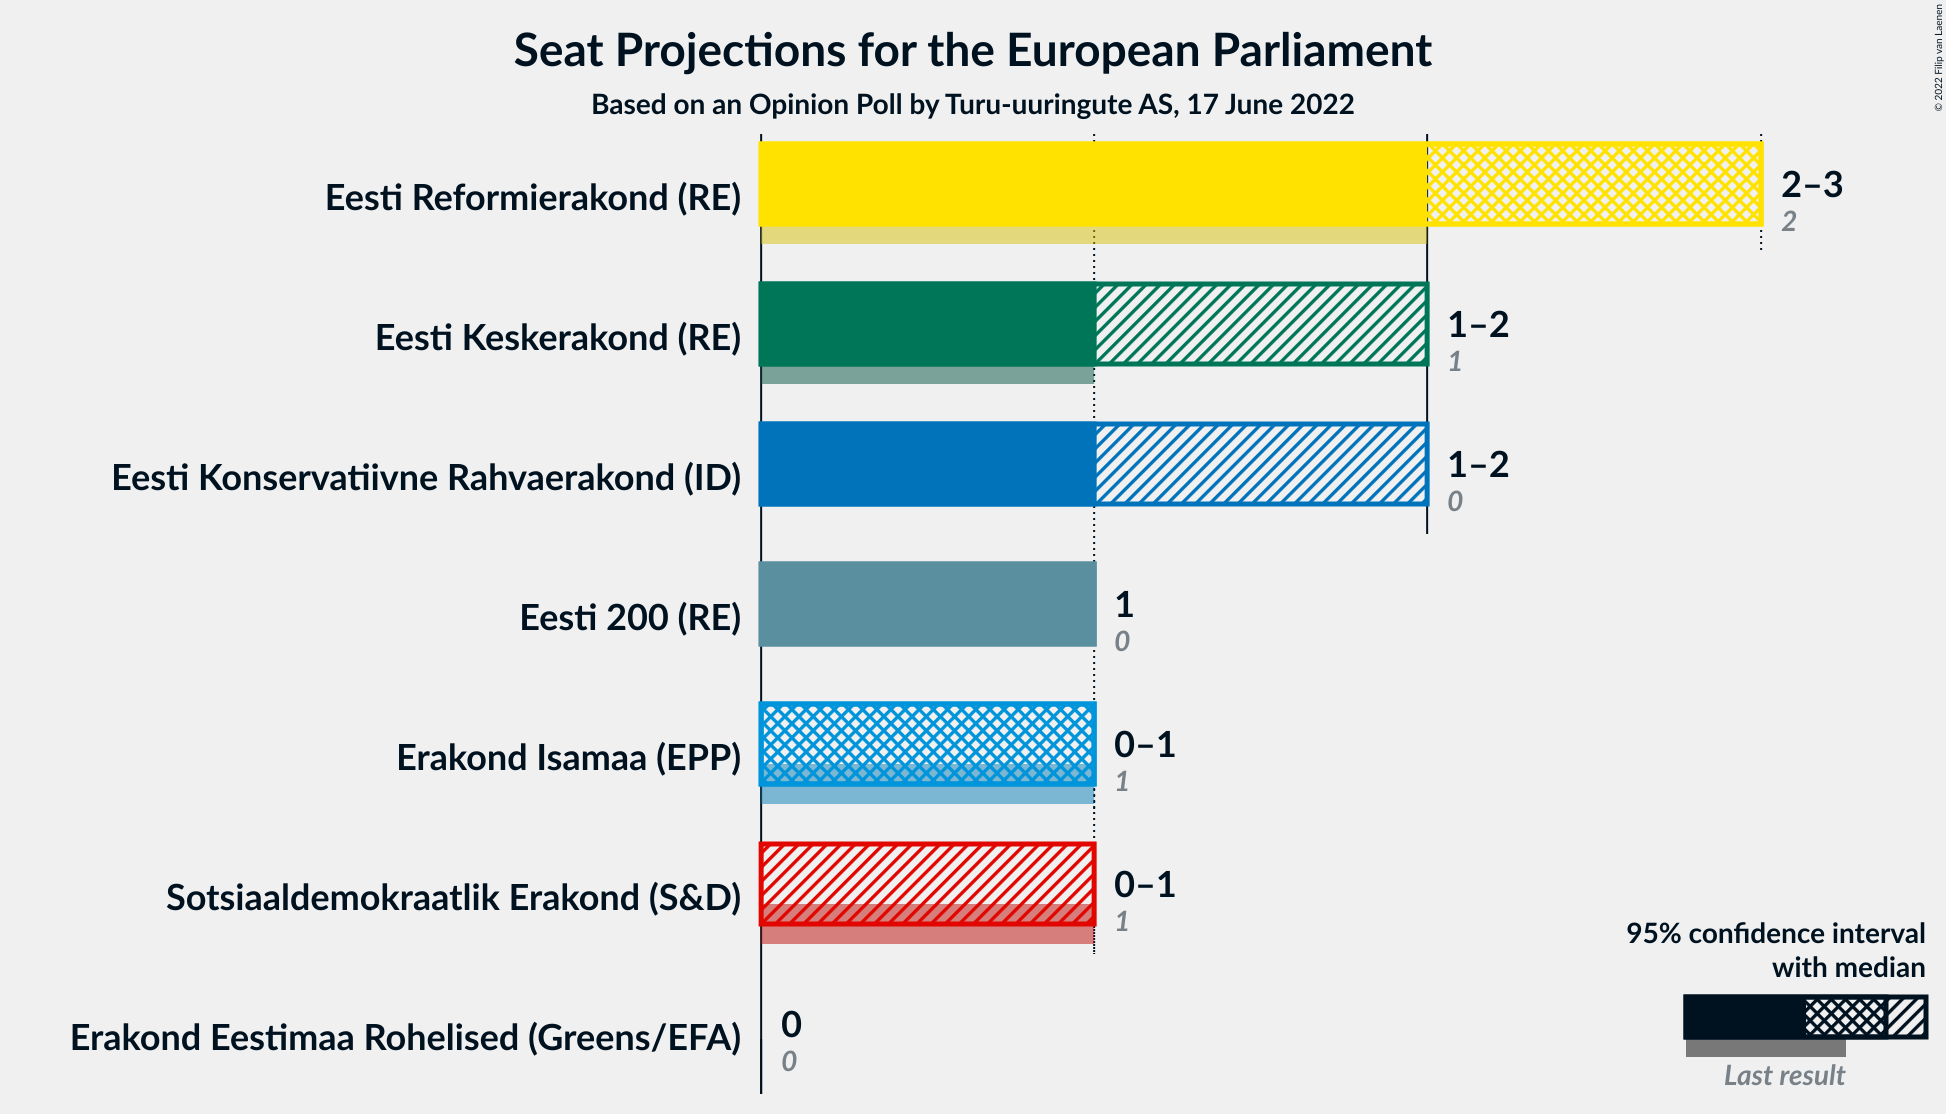 Seat Projections for the European Parliament
Based on an Opinion Poll by Turu-uuringute AS, 17 June 2022
© 2022 Filip van Laenen
Eesti Reformierakond (RE)
2–3
2
Eesti Keskerakond (RE)
1–2
1
Eesti Konservatiivne Rahvaerakond (ID)
1–2
0
Eesti 200 (RE)
1
0
Erakond Isamaa (EPP)
0–1
1
Sotsiaaldemokraatlik Erakond (S&D)
0–1
1
Erakond Eestimaa Rohelised (Greens/EFA)
0
0
95% confidence interval
with median
Last result